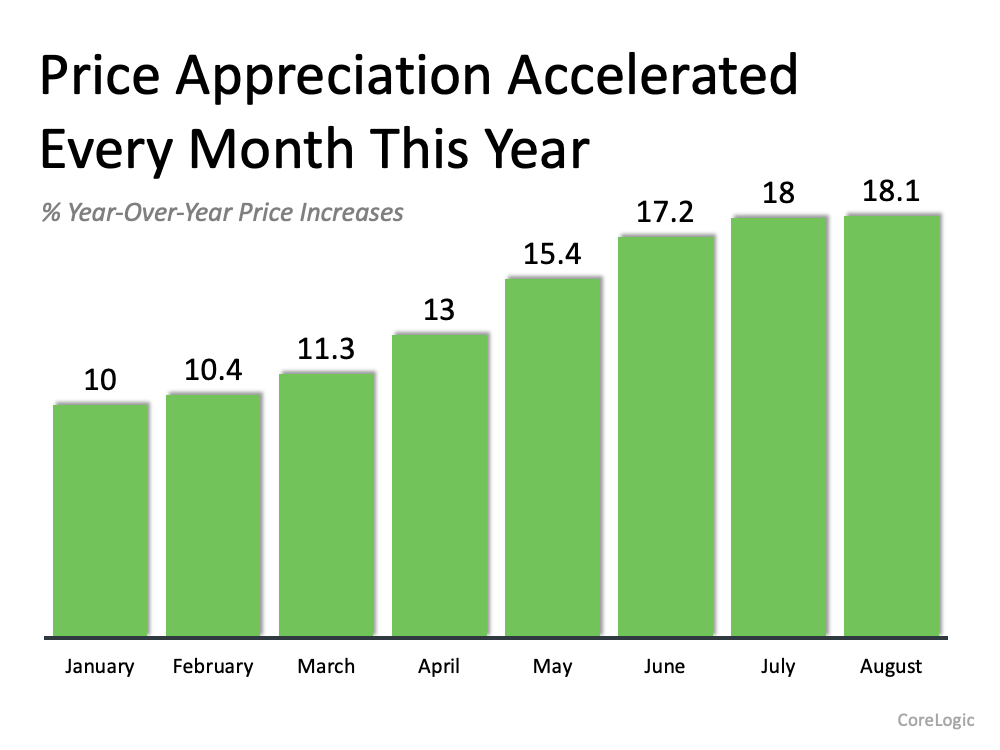 Price Appreciation Accelerated
Every Month This Year
% Year-Over-Year Price Increases
10
10.4
11.3
13
15.4
17.2
18
18.1
January
February
March
April
May
June
July
August
CoreLogic